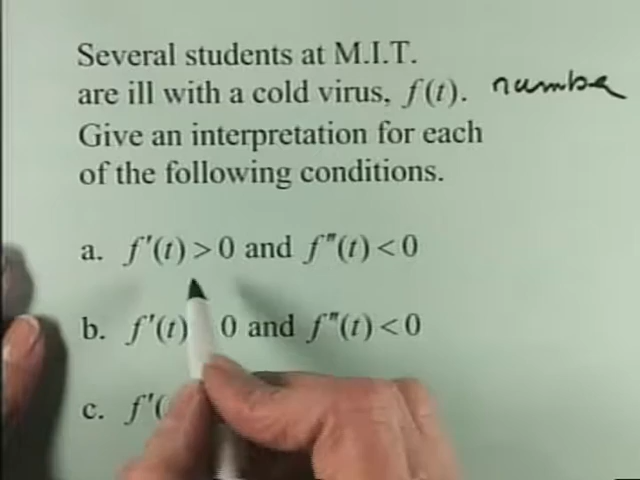 Several students at M.I.T.
are ill with a cold virus, f(t). number
Give an interpretation for each
of the following conditions.
a. f'(t) > 0 and f"(t) < 0
b. f'(t) 0 and f"(t) < 0
c. f'(